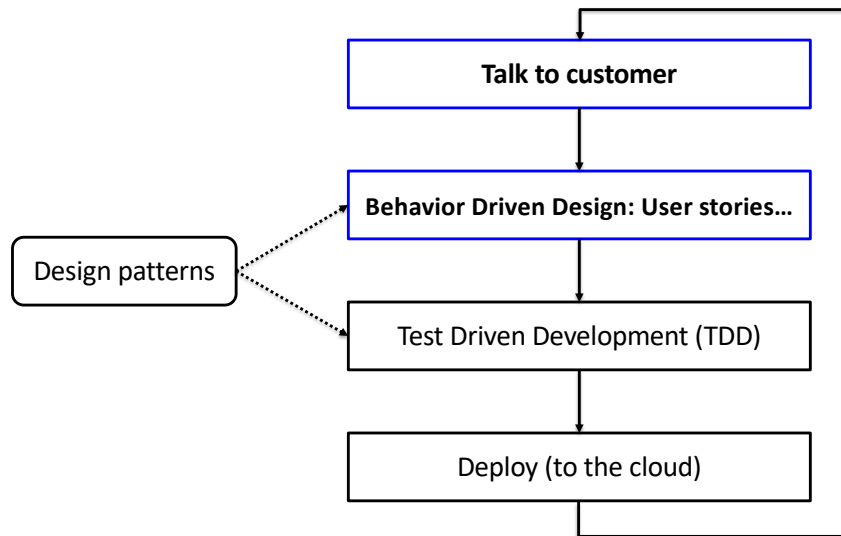 Talk to customer
Behavior Driven Design: User stories…
Design patterns
Test Driven Development (TDD)
Deploy (to the cloud)